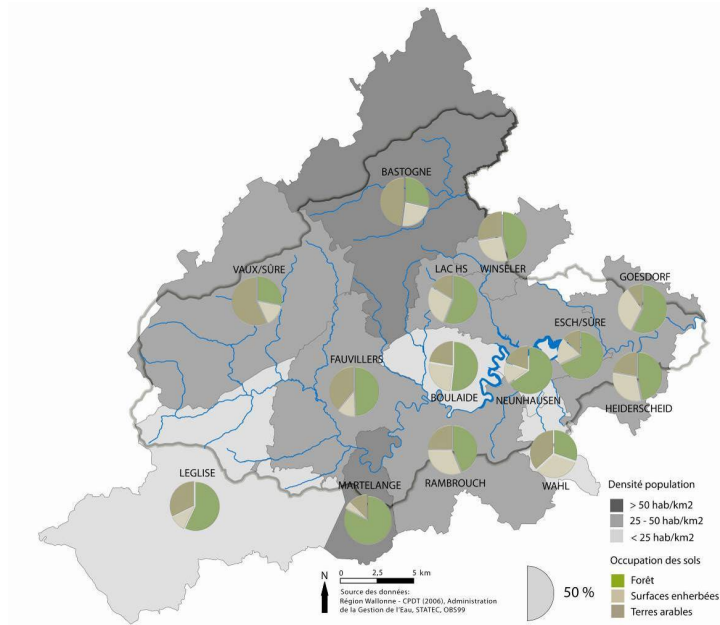 BASTOGNE
WINSELER
VAUX/SÛRE
LAC HS
GOESDORF
ESCH/SÛRE
FAUVILLERS
BOULAIDE
NEUNHAUSEN
HEIDERSCHEID
LEGLISE
MARTELANGE
RAMBROUCH
WAHL
Densité population
> 50 hab/km2
25 - 50 hab/km2
< 25 hab/km2
Occupation des sols
Forêt
Surfaces enherbées
Terres arables
N
0 2,5 5 km
Source des données:
Région Wallonne - CPDT (2006), Administration
de la Gestion de l'Eau, STATEC, OBS99
50 %